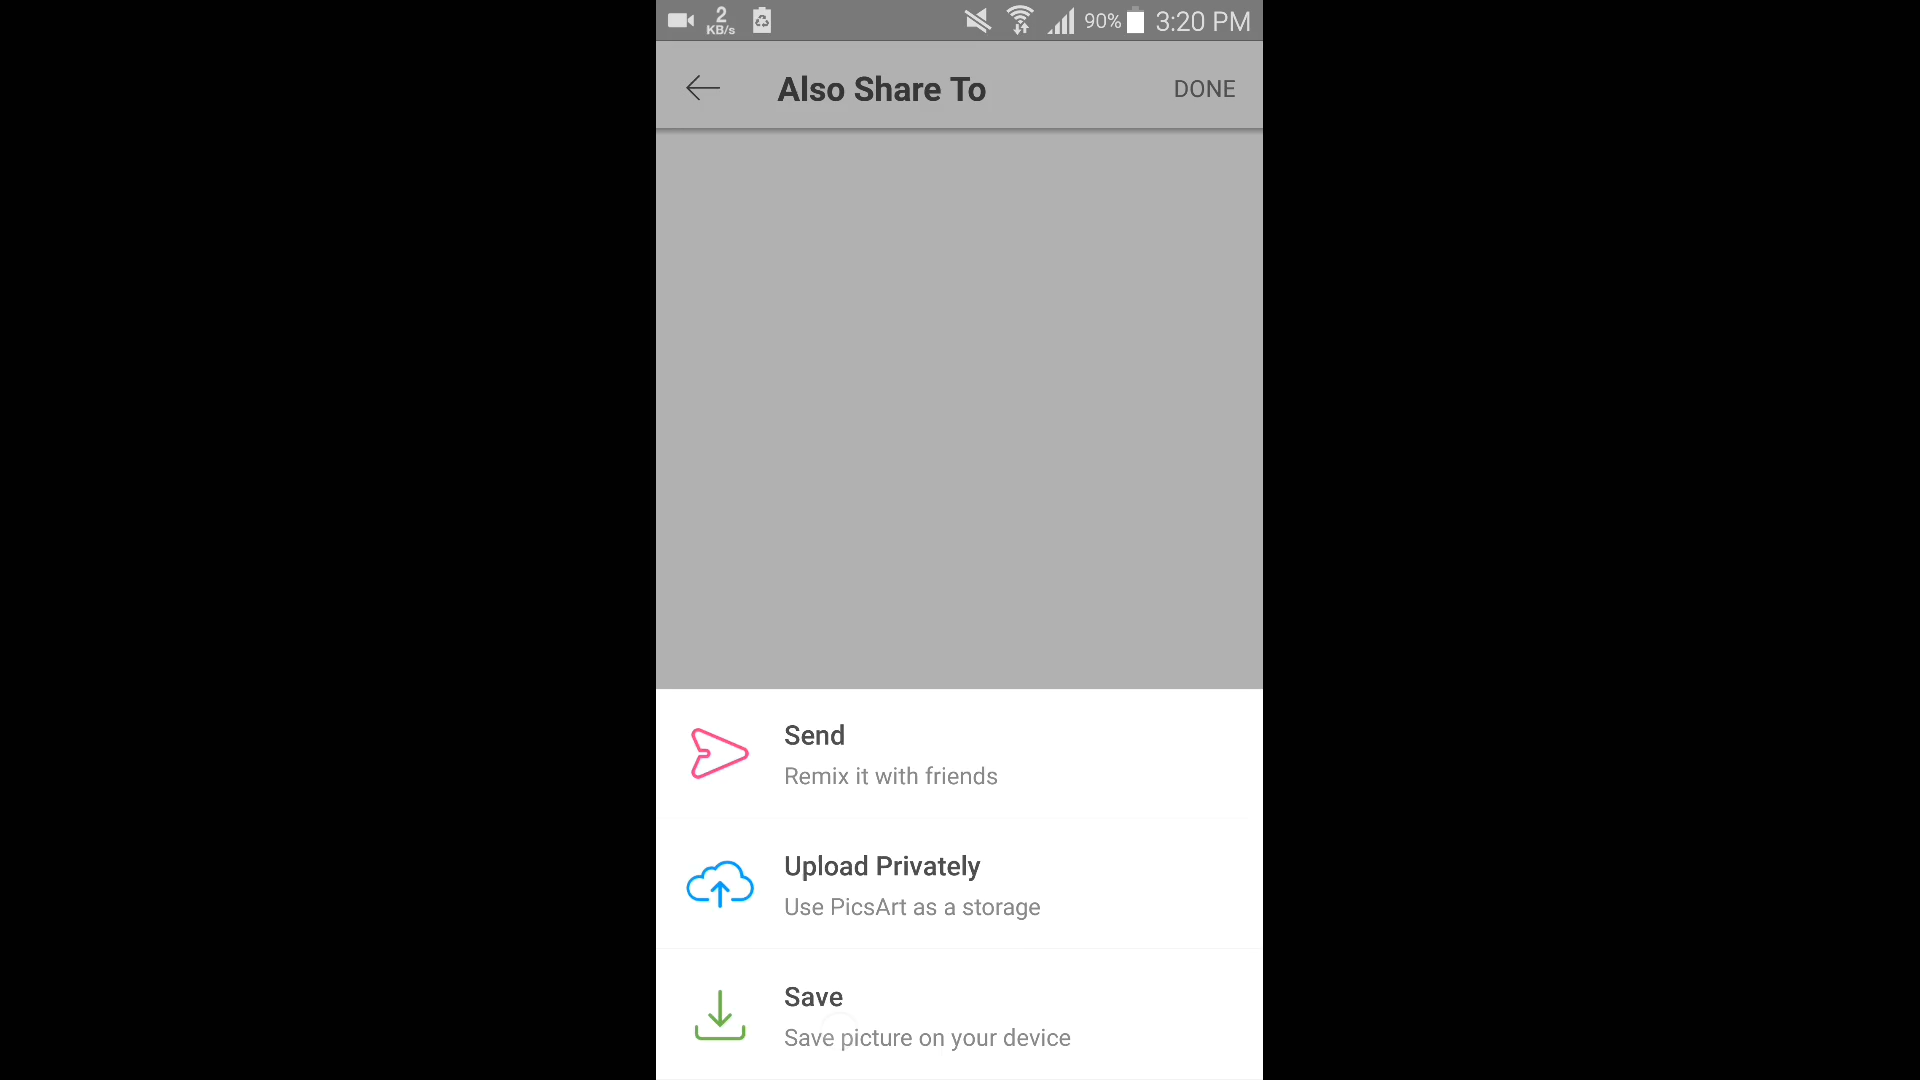 2
KB/s
90%
3:20 PM
Also Share To
DONE
Send
Remix it with friends
Upload Privately
Use PicsArt as a storage
Save
Save picture on your device